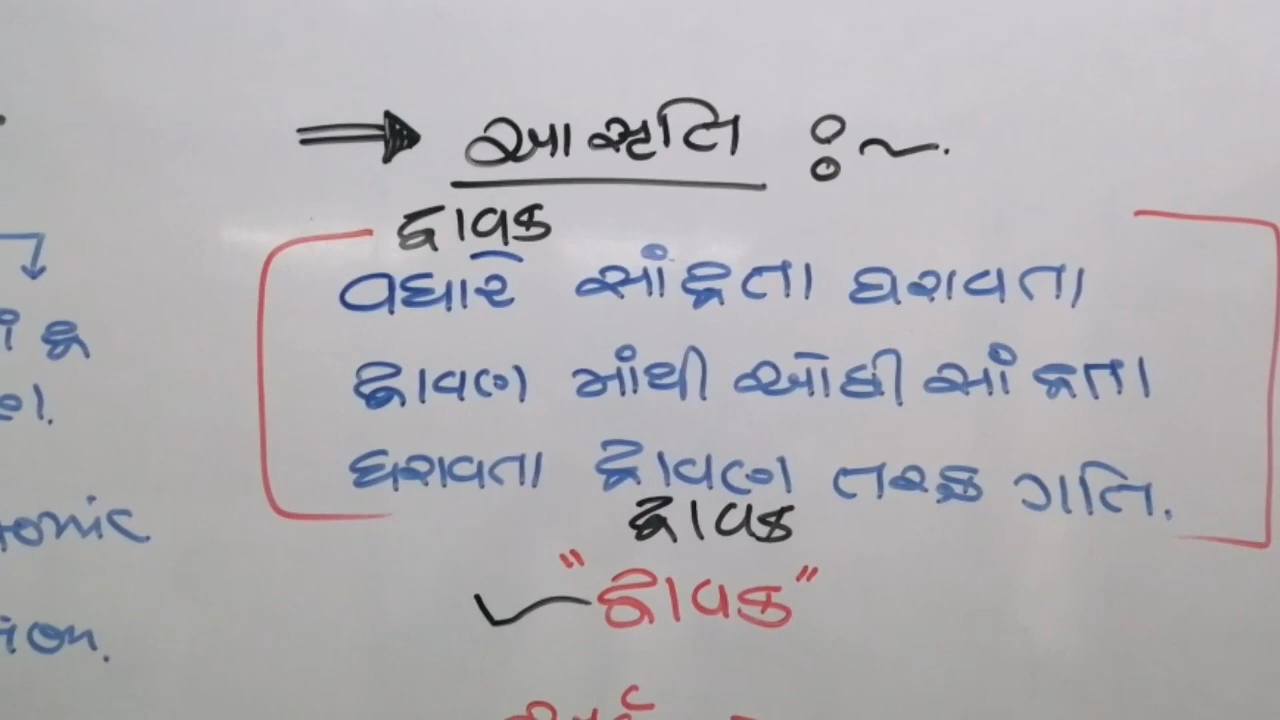 આસૃતિ :~.
દ્રાવક
વધારે સાંદ્રતા ધરાવતા
દ્રાવણ માંથી ઓછી સાંદ્રતા
ધરાવતા દ્રાવણ તરફ ગતિ.
દ્રાવક
"દ્રાવક"